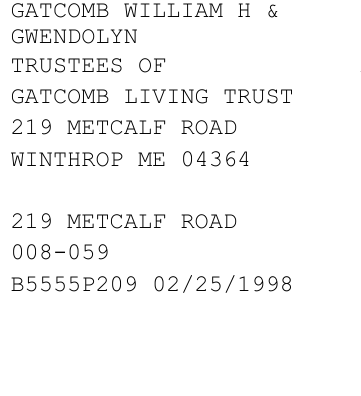 GATCOMB WILLIAM H &
GWENDOLYN
TRUSTEES OF
GATCOMB LIVING TRUST
219 METCALF ROAD
WINTHROP ME 04364
219 METCALF ROAD
008-059
B5555P209 02/25/1998